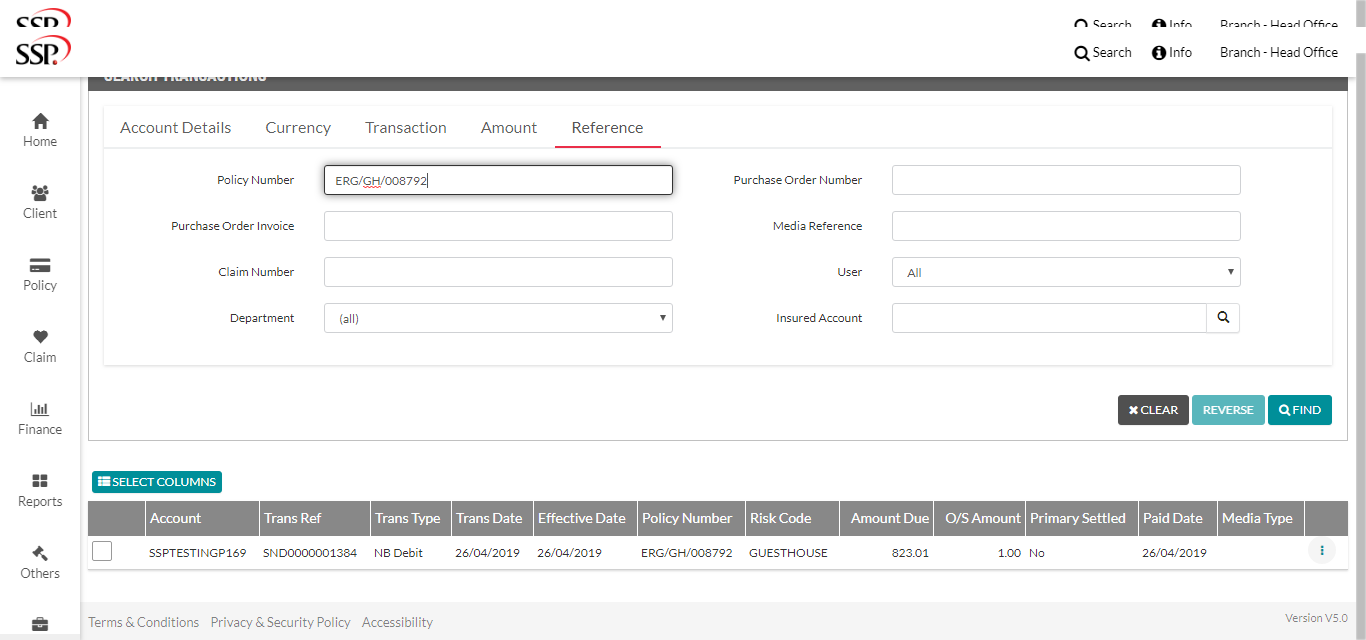 SSP.
Search Info Branch - Head Office
SSP.
Search Info Branch - Head Office
SEARCH TRANSACTIONS
Home
Client
Policy
Claim
Finance
Reports
Others
Account Details Currency Transaction Amount Reference
Policy Number ERG/GH/008792 Purchase Order Number
Purchase Order Invoice Media Reference
Claim Number User All
Department (all) Insured Account
CLEAR REVERSE FIND
SELECT COLUMNS
Account Trans Ref Trans Type Trans Date Effective Date Policy Number Risk Code Amount Due O/S Amount Primary Settled Paid Date Media Type
SSPTESTINGP169 SND0000001384 NB Debit 26/04/2019 26/04/2019 ERG/GH/008792 GUESTHOUSE 823.01 1.00 No 26/04/2019
Terms & Conditions Privacy & Security Policy Accessibility Version V5.0